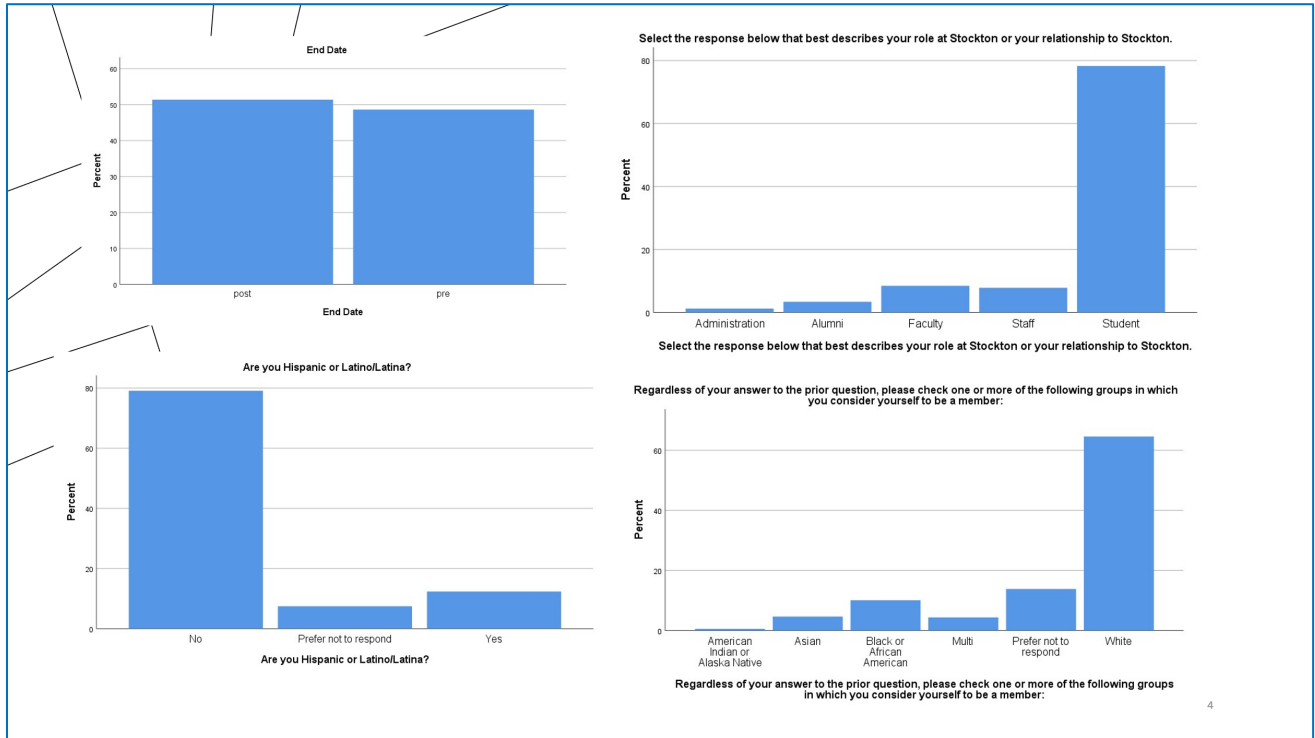 End Date
Percent
60
50
40
30
20
10
0
post
pre
End Date
Select the response below that best describes your role at Stockton or your relationship to Stockton.
Percent
80
60
40
20
0
Administration
Alumni
Faculty
Staff
Student
Select the response below that best describes your role at Stockton or your relationship to Stockton.
Are you Hispanic or Latino/Latina?
Percent
80
60
40
20
0
No
Prefer not to respond
Yes
Are you Hispanic or Latino/Latina?
Regardless of your answer to the prior question, please check one or more of the following groups in which
you consider yourself to be a member:
Percent
60
40
20
0
American
Indian or
Alaska Native
Asian
Black or
African
American
Multi
Prefer not to
respond
White
Regardless of your answer to the prior question, please check one or more of the following groups
in which you consider yourself to be a member:
4